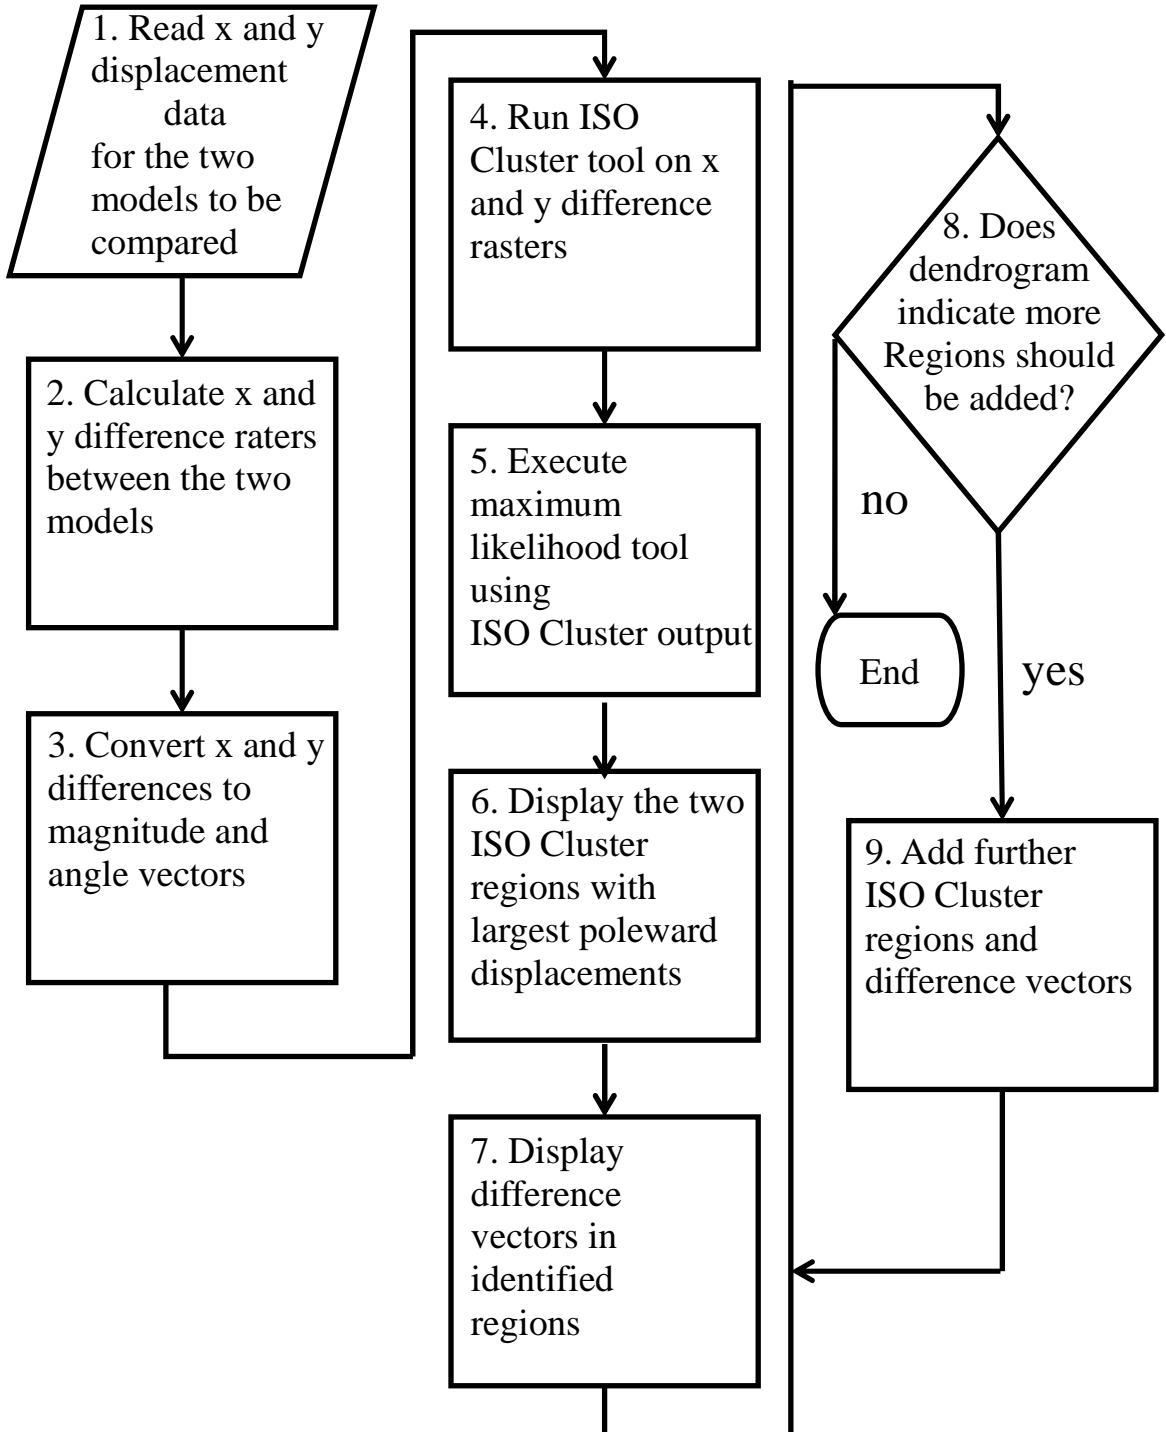 1. Read x and y
displacement
data
for the two
models to be
compared
2. Calculate x and
y difference raters
between the two
models
3. Convert x and y
differences to
magnitude and
angle vectors
4. Run ISO
Cluster tool on x
and y difference
rasters
5. Execute
maximum
likelihood tool
using
ISO Cluster output
6. Display the two
ISO Cluster
regions with
largest poleward
displacements
7. Display
difference
vectors in
identified
regions
8. Does
dendrogram
indicate more
Regions should
be added?
no
End
yes
9. Add further
ISO Cluster
regions and
difference vectors